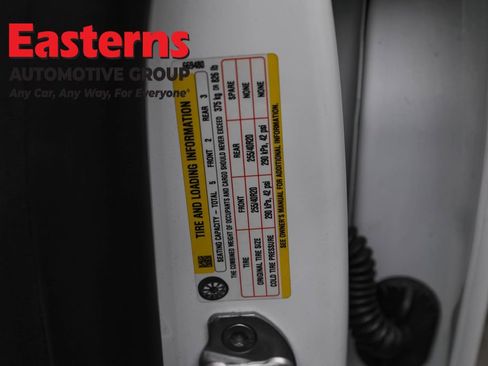 Easterns
AUTOMOTIVE GROUP
Any Car, Any Way, For Everyone
669480
TIRE AND LOADING INFORMATION
SEATING CAPACITY - TOTAL 5 FRONT 2 REAR 3
THE COMBINED WEIGHT OF OCCUPANTS AND CARGO SHOULD NEVER EXCEED 375 kg OR 826 lb
TIRE FRONT REAR SPARE
ORIGINAL TIRE SIZE 255/40R20 255/40R20 NONE
COLD TIRE PRESSURE 290 kPa, 42 psi 290 kPa, 42 psi NONE
SEE OWNER'S MANUAL FOR ADDITIONAL INFORMATION.